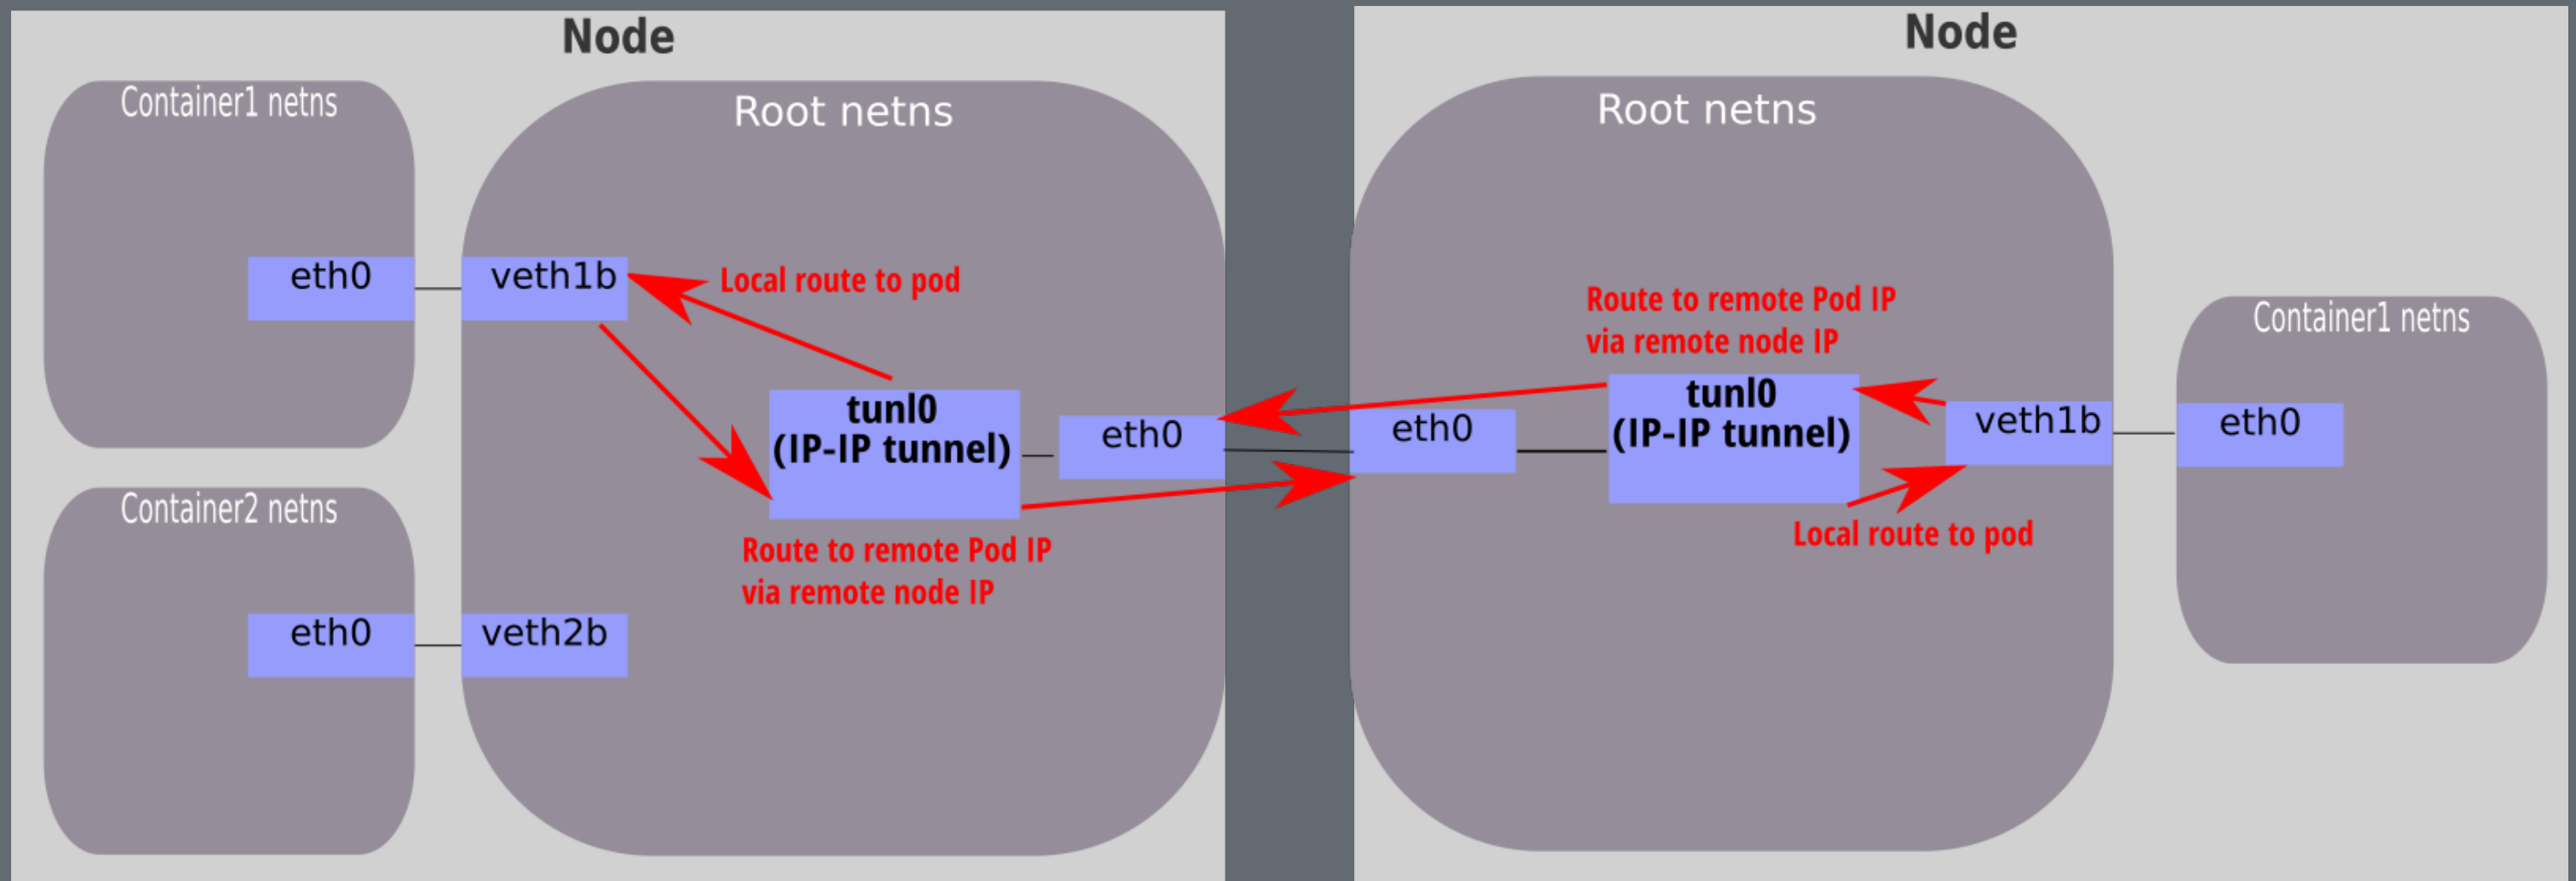 Node
Container1 netns
Root netns
eth0
veth1b
Local route to pod
tunl0
(IP-IP tunnel)
eth0
Route to remote Pod IP
via remote node IP
Container2 netns
eth0
veth2b
Node
Root netns
Route to remote Pod IP
via remote node IP
eth0
tunl0
(IP-IP tunnel)
veth1b
Local route to pod
Container1 netns
eth0